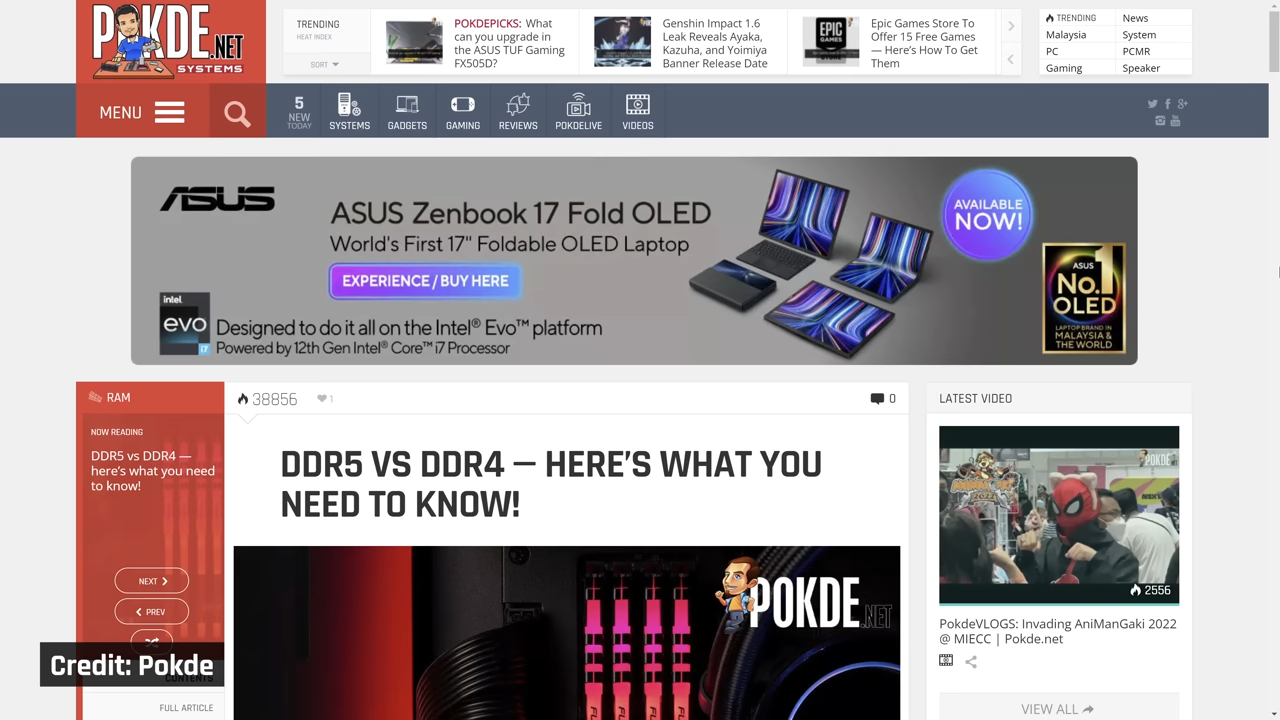 POKDE.NET
SYSTEMS
TRENDING
HEAT INDEX
SORT
POKDEPICKS: What
can you upgrade in
the ASUS TUF Gaming
FX505D?
Genshin Impact 1.6
Leak Reveals Ayaka,
Kazuna, and Yoimiya
Banner Release Date
EPIC
GAMES
Epic Games Store To
Offer 15 Free Games
— Here's How To Get
Them
TRENDING
News
Malaysia
System
PCMR
Gaming
Speaker
MENU
5
NEW
TODAY
SYSTEMS
GADGETS
GAMING
REVIEWS
POKDELIVE
VIDEOS
ASUS
ASUS Zenbook 17 Fold OLED
World's First 17" Foldable OLED Laptop
EXPERIENCE / BUY HERE
intel
evo
i7
Designed to do it all on the Intel® Evo™ platform
Powered by 12th Gen Intel® Core™ i7 Processor
AVAILABLE
NOW!
ASUS
No.1
OLED
LAPTOP BRAND IN
MALAYSIA &
THE WORLD
RAM
NOW READING
DDR5 vs DDR4 —
here's what you need
to know!
NEXT
PREV
CONTENTS
FULL ARTICLE
38856
1
0
DDR5 VS DDR4 — HERE'S WHAT YOU
NEED TO KNOW!
POKDE.NET
LATEST VIDEO
POKDE
2556
PokdeVLOGS: Invading AniManGaki 2022
@ MIECC | Pokde.net
VIEW ALL
Credit: Pokde